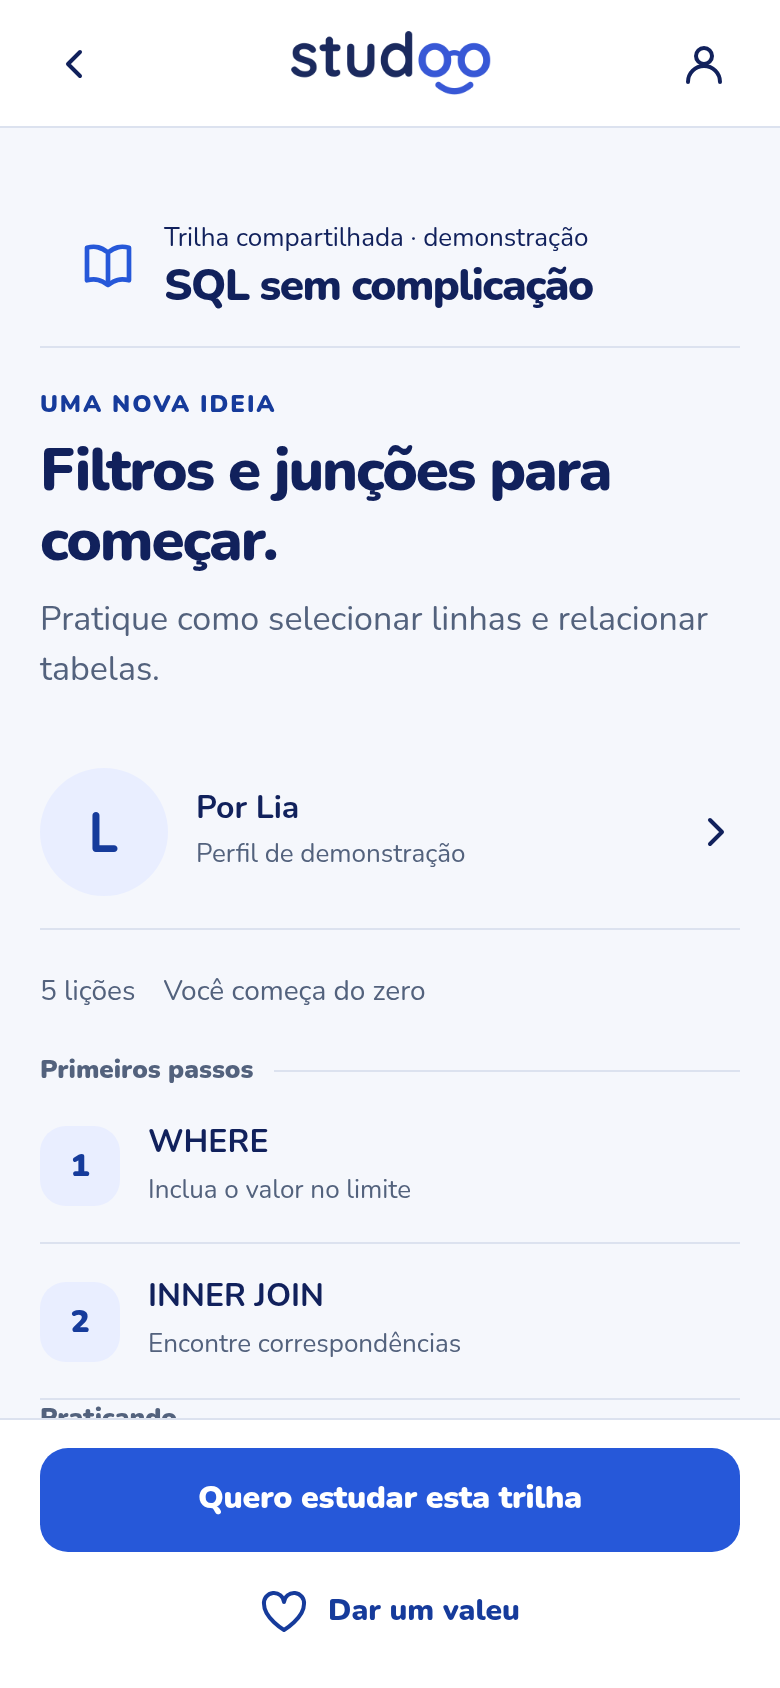 studoo
Trilha compartilhada · demonstração
SQL sem complicação
UMA NOVA IDEIA
Filtros e junções para
começar.
Pratique como selecionar linhas e relacionar
tabelas.
L
Por Lia
Perfil de demonstração
5 lições Você começa do zero
Primeiros passos
1
WHERE
Inclua o valor no limite
2
INNER JOIN
Encontre correspondências
Praticando
Quero estudar esta trilha
Dar um valeu